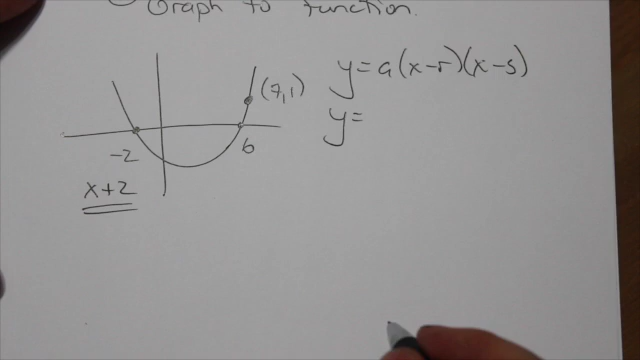 Graph to function.
y=a(x-r)(x-s)
(7,1)
y=
-2
6
x+2